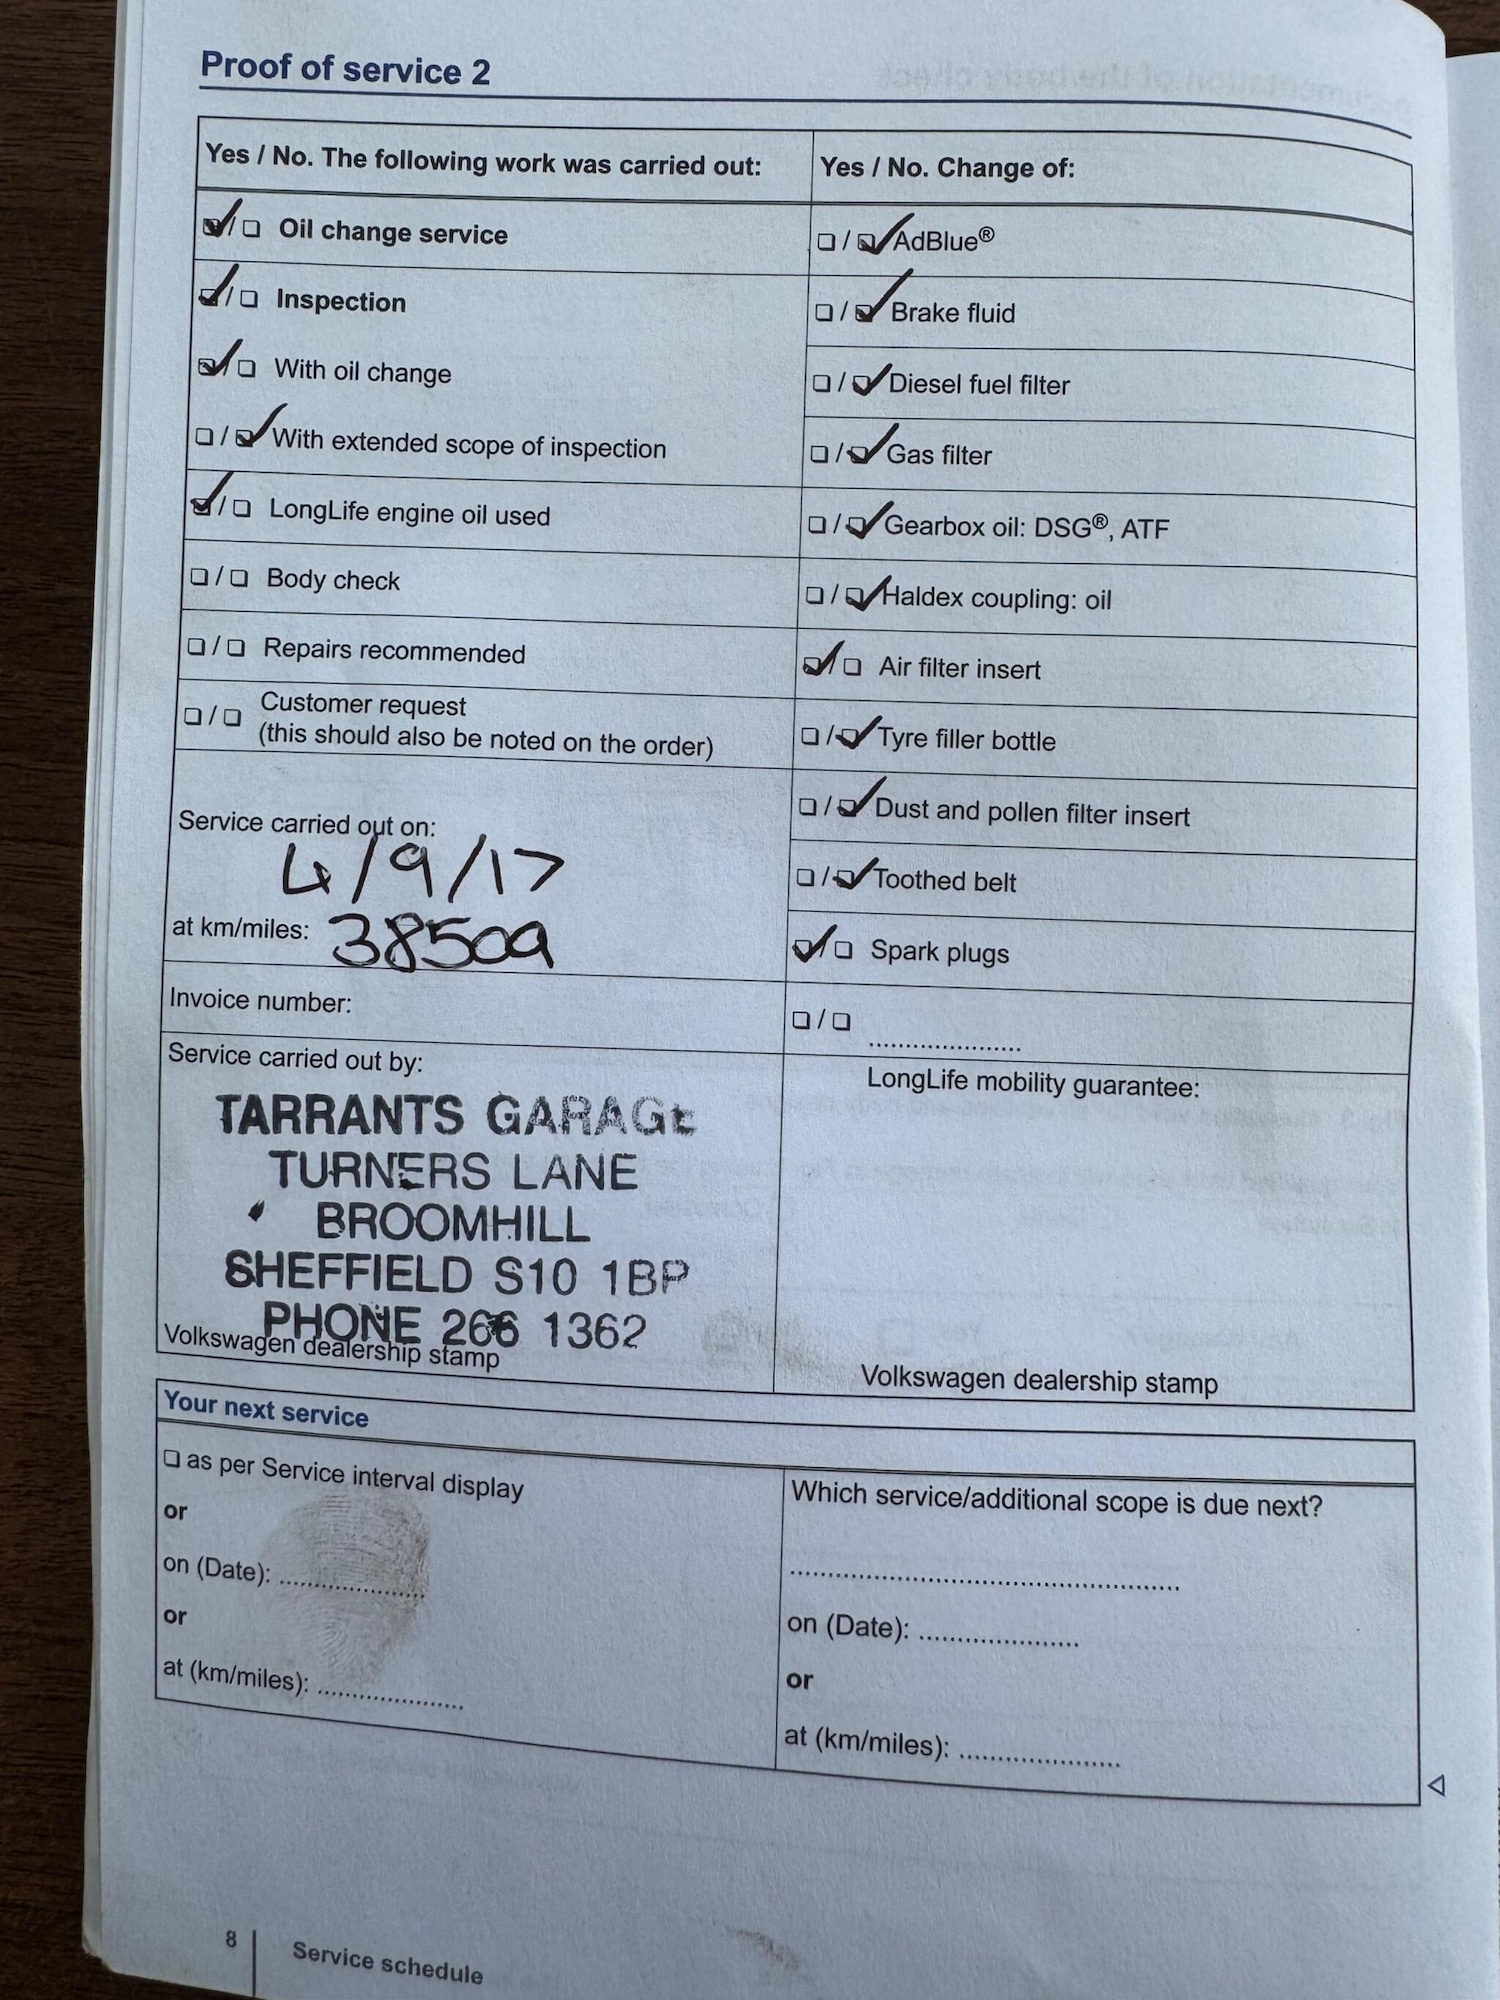 Proof of service 2
Yes / No. The following work was carried out:
☑ / ☐ Oil change service
☑ / ☐ Inspection
☑ / ☐ With oil change
☐ / ☑ With extended scope of inspection
☑ / ☐ LongLife engine oil used
☐ / ☐ Body check
☐ / ☐ Repairs recommended
☐ / ☐ Customer request
(this should also be noted on the order)
Service carried out on:
4/9/17
at km/miles: 38509
Invoice number:
Service carried out by:
TARRANTS GARAGE
TURNERS LANE
BROOMHILL
SHEFFIELD S10 1BP
PHONE 266 1362
Volkswagen dealership stamp
Yes / No. Change of:
☐ / ☑ AdBlue®
☐ / ☑ Brake fluid
☐ / ☑ Diesel fuel filter
☐ / ☑ Gas filter
☐ / ☑ Gearbox oil: DSG®, ATF
☐ / ☑ Haldex coupling: oil
☑ / ☐ Air filter insert
☐ / ☑ Tyre filler bottle
☐ / ☑ Dust and pollen filter insert
☐ / ☑ Toothed belt
☑ / ☐ Spark plugs
☐ / ☐ ......................
LongLife mobility guarantee:
Volkswagen dealership stamp
Your next service
☐ as per Service interval display
or
on (Date): ......................
or
at (km/miles): ......................
Which service/additional scope is due next?
..........................................................
on (Date): ........................
or
at (km/miles): ........................
8
Service schedule